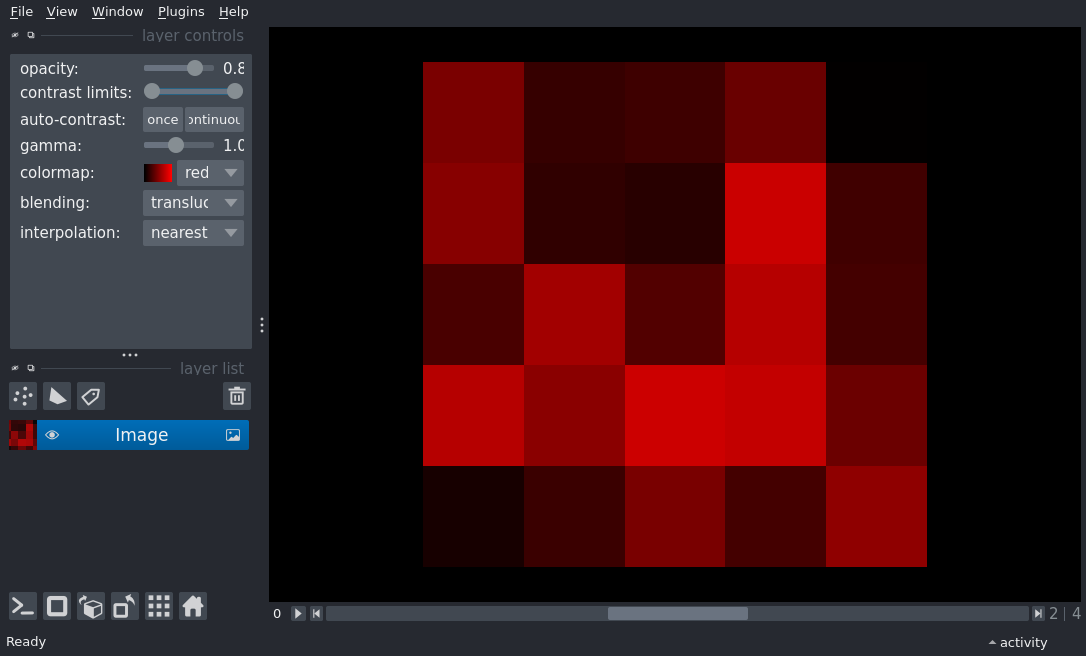 File View Window Plugins Help
layer controls
opacity: 0.8
contrast limits:
auto-contrast: once ontinuou
gamma: 1.0
colormap: red
blending: transluc
interpolation: nearest
layer list
Image
0 2 | 4
Ready activity